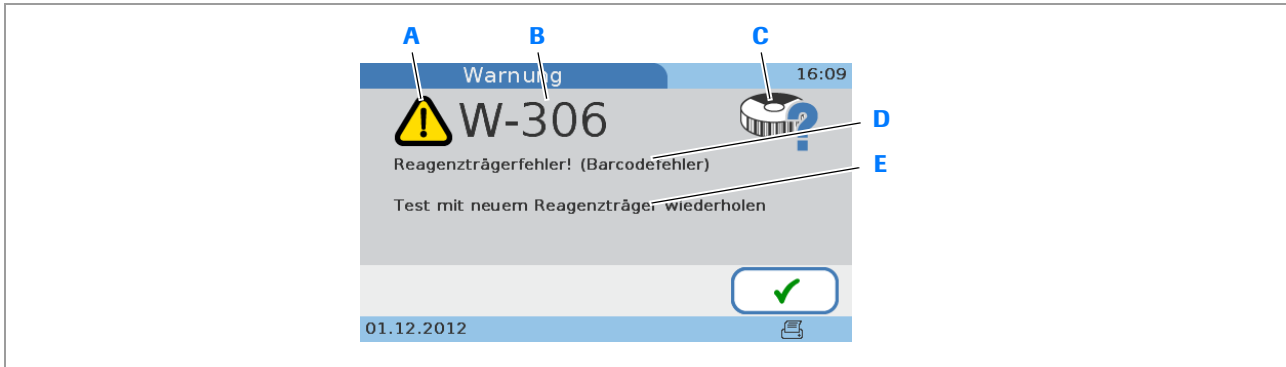 A B C
Warnung 16:09
W-306
D
Reagenzträgerfehler! (Barcodefehler)
E
Test mit neuem Reagenzträger wiederholen
01.12.2012